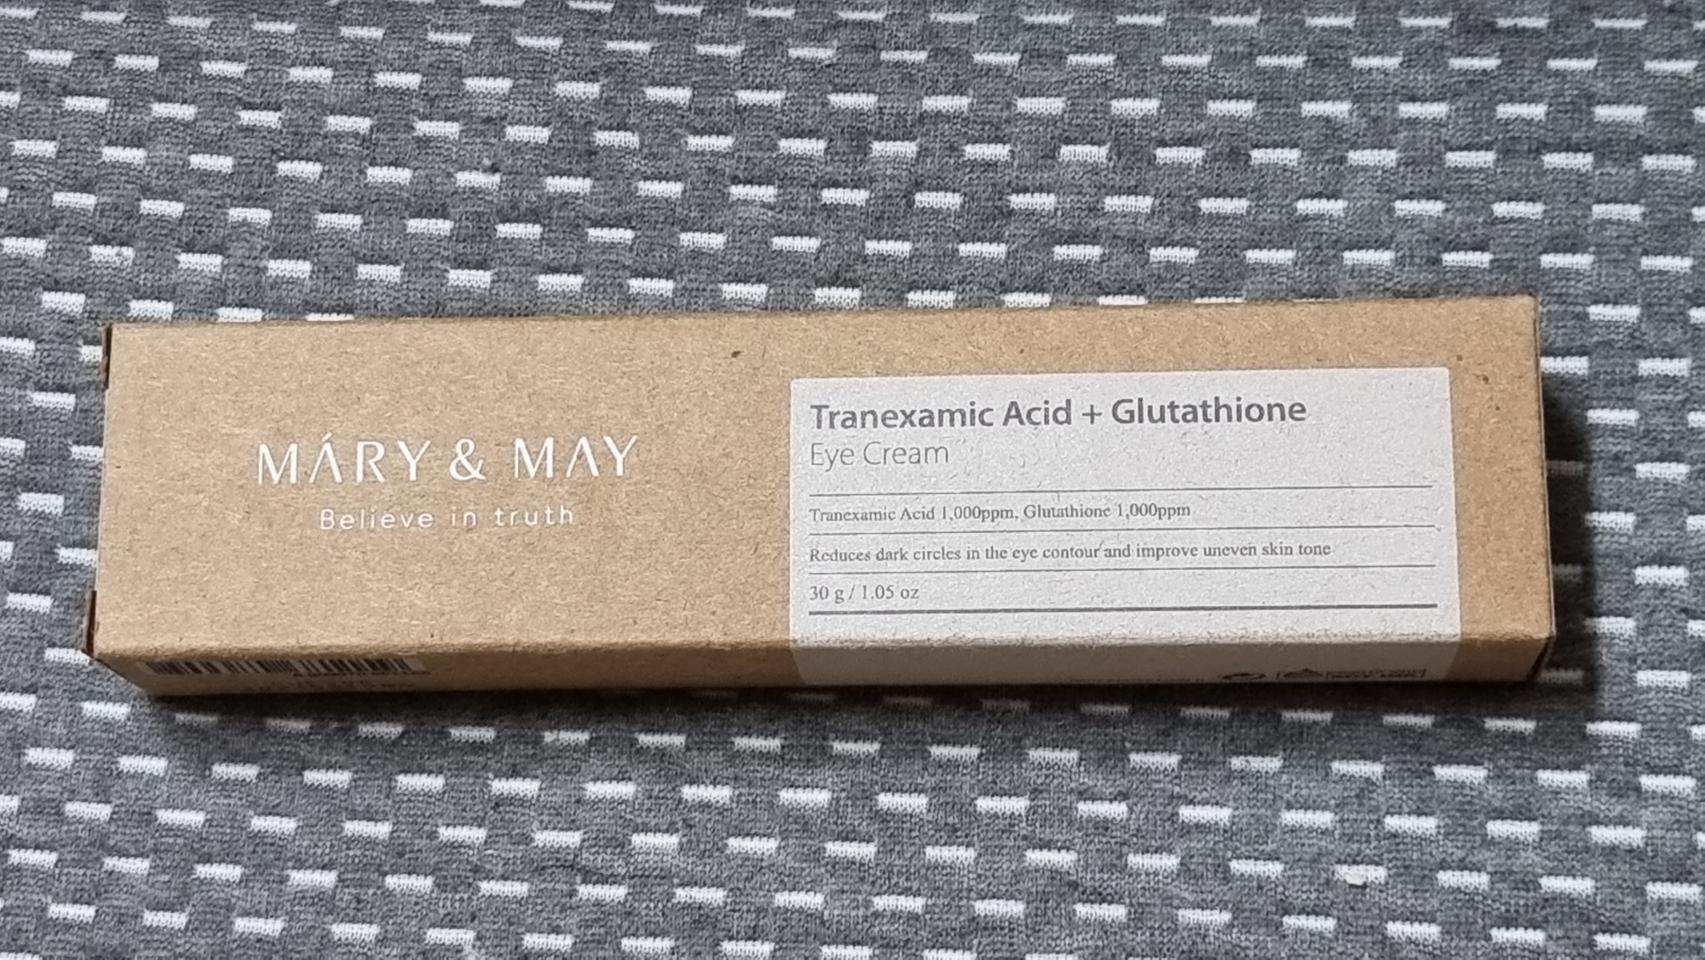 MÁRY & MAY
Believe in truth
Tranexamic Acid + Glutathione
Eye Cream
Tranexamic Acid 1,000ppm, Glutathione 1,000ppm
Reduces dark circles in the eye contour and improve uneven skin tone
30 g / 1.05 oz